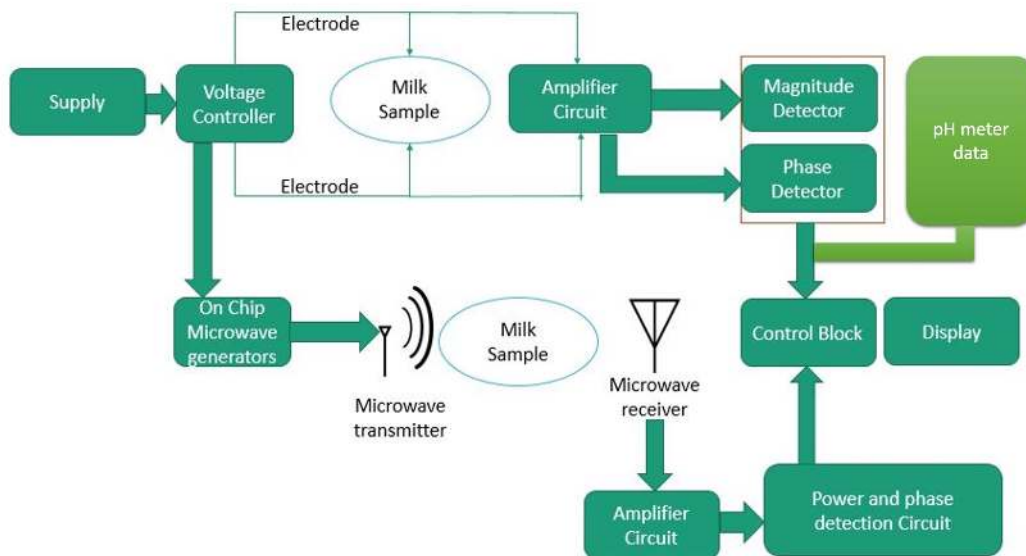 Electrode
Supply
Voltage
Controller
Milk
Sample
Amplifier
Circuit
Magnitude
Detector
pH meter
data
Phase
Detector
Electrode
On Chip
Microwave
generators
Milk
Sample
Control Block
Display
Microwave
transmitter
Microwave
receiver
Amplifier
Circuit
Power and phase
detection Circuit